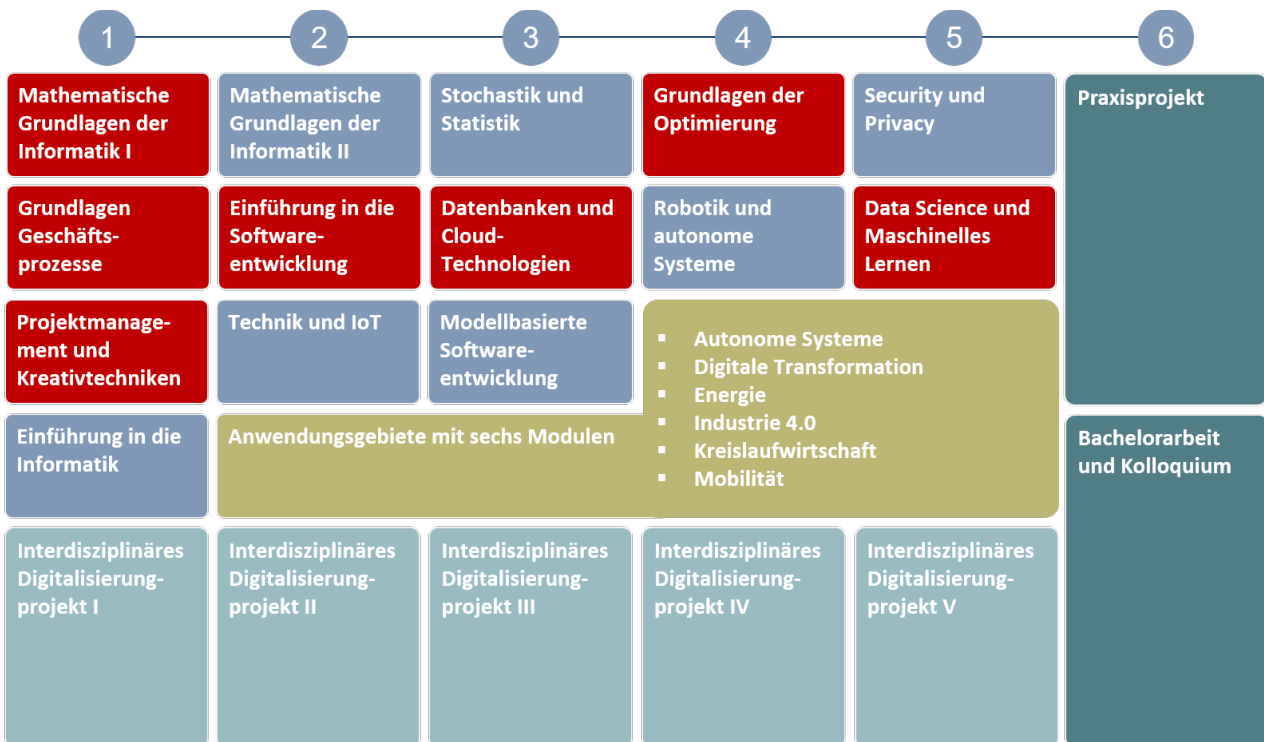 1
2
3
4
5
6
Mathematische
Grundlagen der
Informatik I
Mathematische
Grundlagen der
Informatik II
Stochastik und
Statistik
Grundlagen der
Optimierung
Security und
Privacy
Praxisprojekt
Grundlagen
Geschäfts-
prozesse
Einführung in die
Software-
entwicklung
Datenbanken und
Cloud-
Technologien
Robotik und
autonome
Systeme
Data Science und
Maschinelles
Lernen
Projektmanage-
ment und
Kreativtechniken
Technik und IoT
Modellbasierte
Software-
entwicklung
▪ Autonome Systeme
▪ Digitale Transformation
▪ Energie
▪ Industrie 4.0
▪ Kreislaufwirtschaft
▪ Mobilität
Einführung in die
Informatik
Anwendungsgebiete mit sechs Modulen
Bachelorarbeit
und Kolloquium
Interdisziplinäres
Digitalisierung-
projekt I
Interdisziplinäres
Digitalisierung-
projekt II
Interdisziplinäres
Digitalisierung-
projekt III
Interdisziplinäres
Digitalisierung-
projekt IV
Interdisziplinäres
Digitalisierung-
projekt V